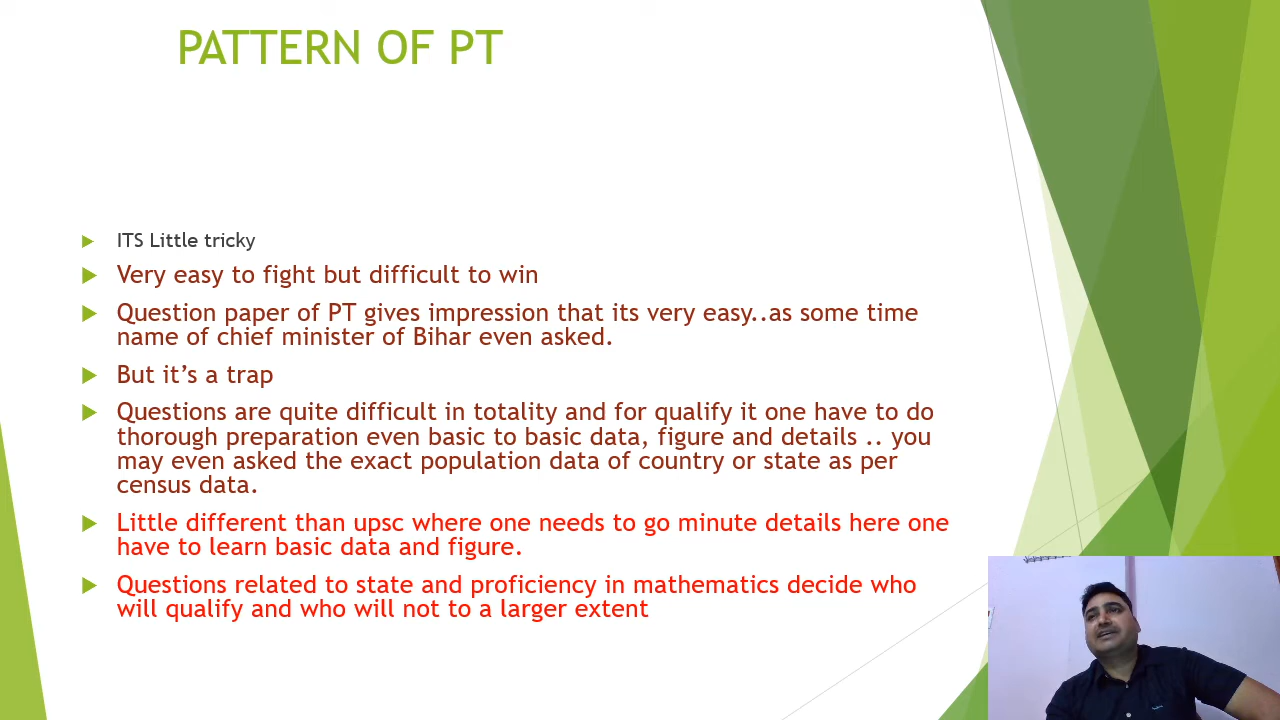 PATTERN OF PT
ITS Little tricky
Very easy to fight but difficult to win
Question paper of PT gives impression that its very easy..as some time
name of chief minister of Bihar even asked.
But it’s a trap
Questions are quite difficult in totality and for qualify it one have to do
thorough preparation even basic to basic data, figure and details .. you
may even asked the exact population data of country or state as per
census data.
Little different than upsc where one needs to go minute details here one
have to learn basic data and figure.
Questions related to state and proficiency in mathematics decide who
will qualify and who will not to a larger extent